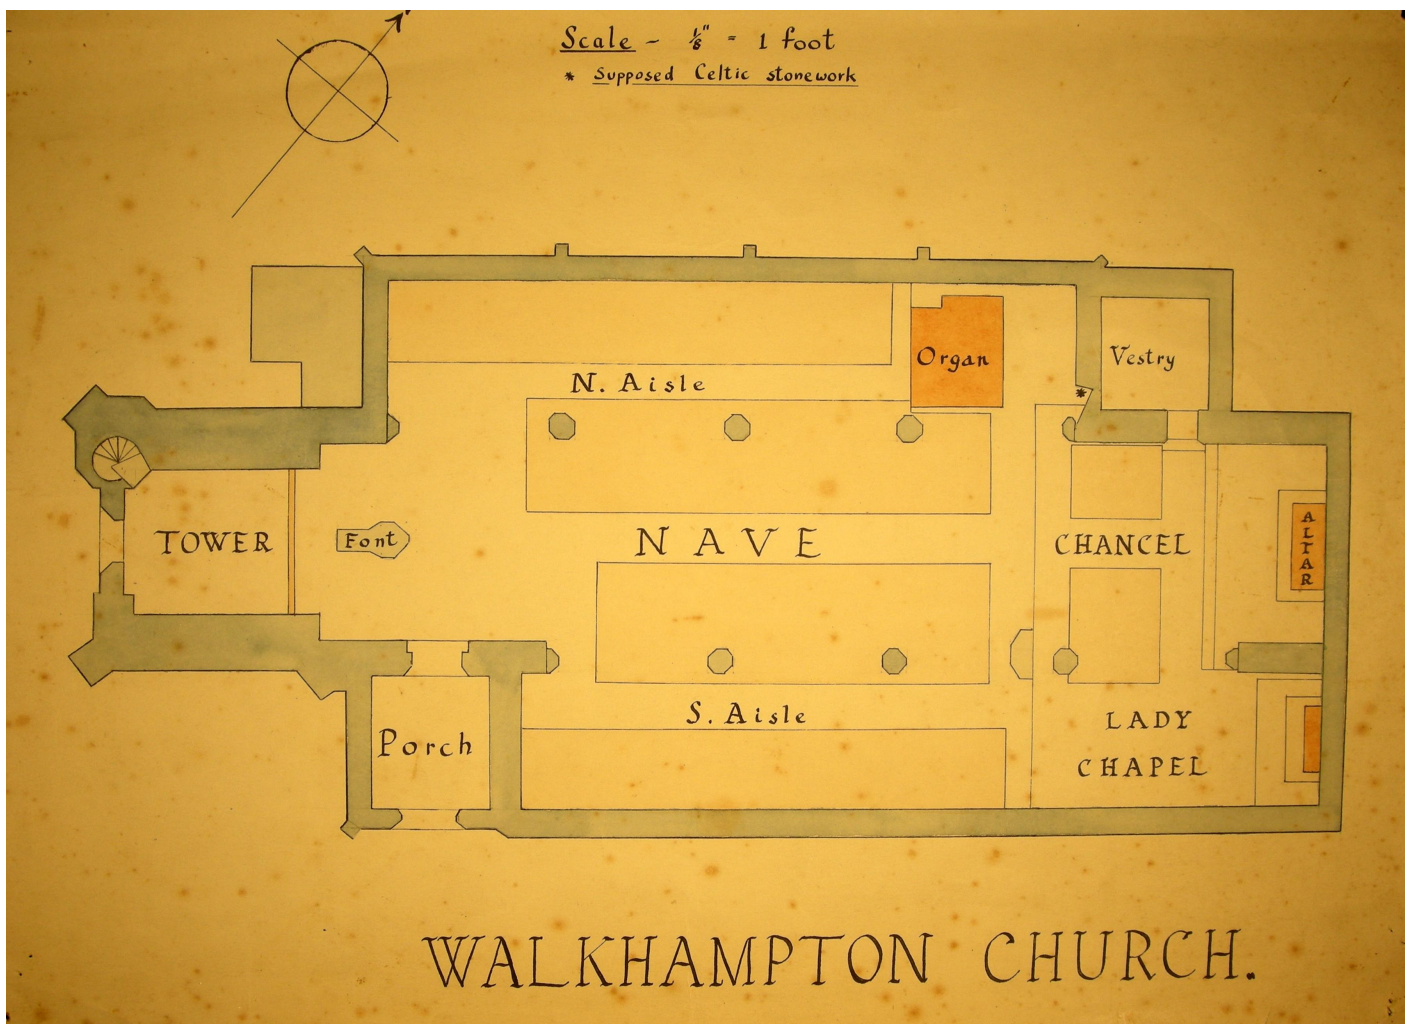 Scale - 1/8" = 1 foot
* Supposed Celtic stonework
Organ
Vestry
N. Aisle
*
TOWER
Font
NAVE
CHANCEL
ALTAR
S. Aisle
Porch
LADY
CHAPEL
WALKHAMPTON CHURCH.